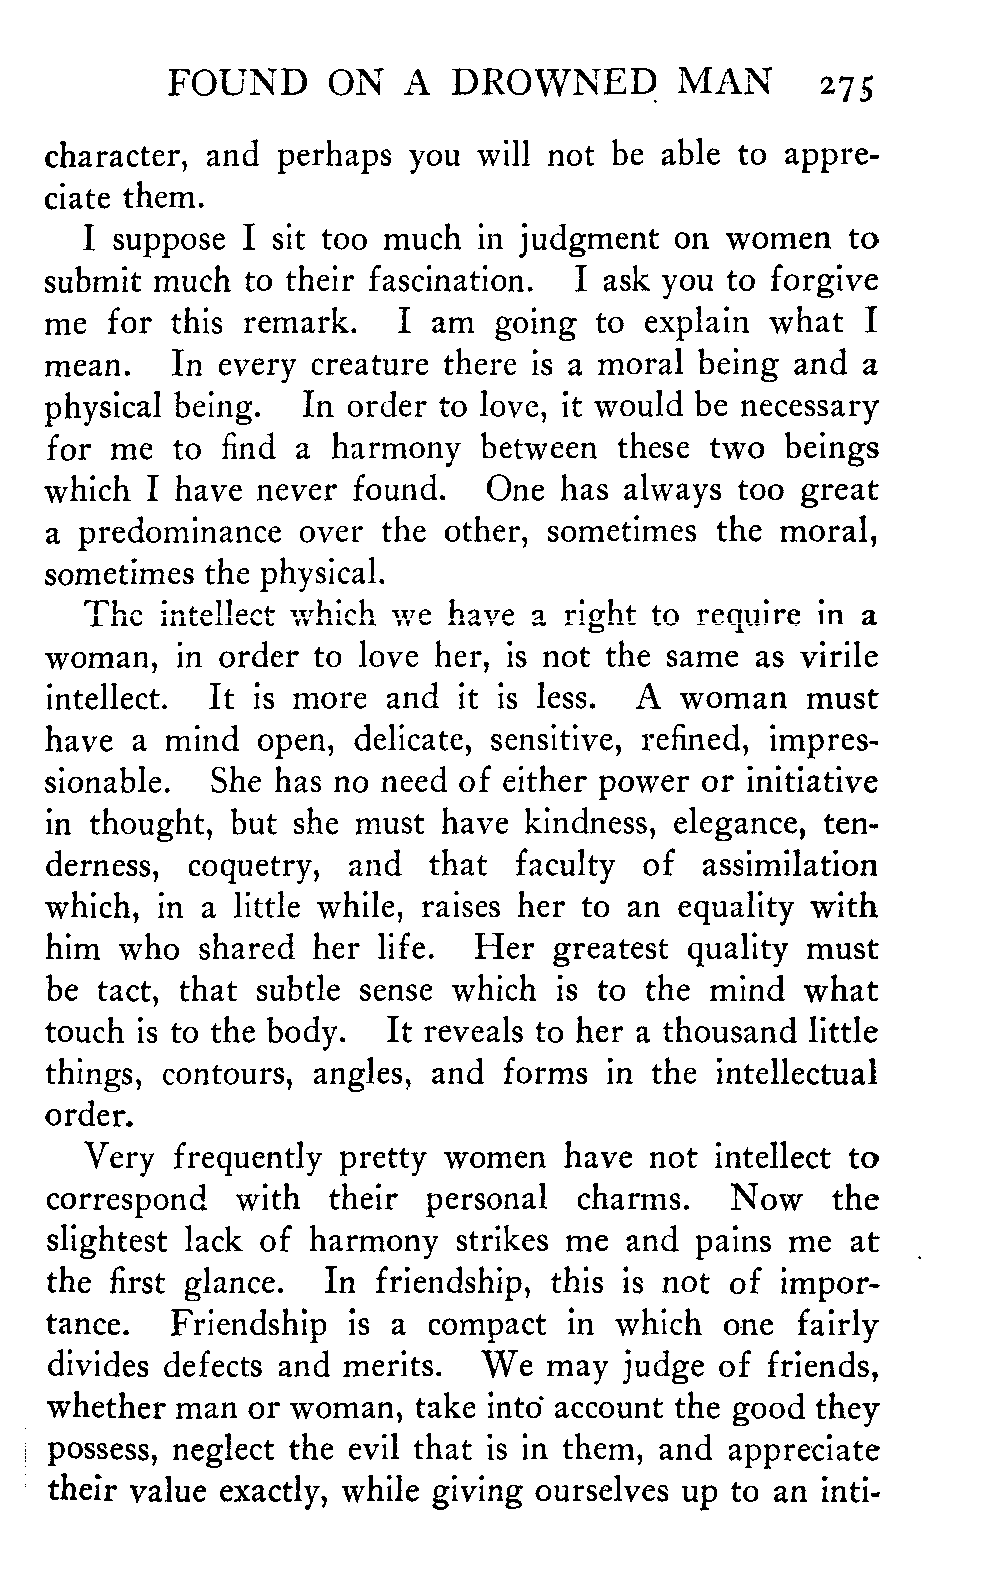 FOUND ON A DROWNED MAN 275
character, and perhaps you will not be able to appre-
ciate them.
I suppose I sit too much in judgment on women to
submit much to their fascination. I ask you to forgive
me for this remark. I am going to explain what I
mean. In every creature there is a moral being and a
physical being. In order to love, it would be necessary
for me to find a harmony between these two beings
which I have never found. One has always too great
a predominance over the other, sometimes the moral,
sometimes the physical.
The intellect which we have a right to require in a
woman, in order to love her, is not the same as virile
intellect. It is more and it is less. A woman must
have a mind open, delicate, sensitive, refined, impres-
sionable. She has no need of either power or initiative
in thought, but she must have kindness, elegance, ten-
derness, coquetry, and that faculty of assimilation
which, in a little while, raises her to an equality with
him who shared her life. Her greatest quality must
be tact, that subtle sense which is to the mind what
touch is to the body. It reveals to her a thousand little
things, contours, angles, and forms in the intellectual
order.
Very frequently pretty women have not intellect to
correspond with their personal charms. Now the
slightest lack of harmony strikes me and pains me at
the first glance. In friendship, this is not of impor-
tance. Friendship is a compact in which one fairly
divides defects and merits. We may judge of friends,
whether man or woman, take into account the good they
possess, neglect the evil that is in them, and appreciate
their value exactly, while giving ourselves up to an inti-